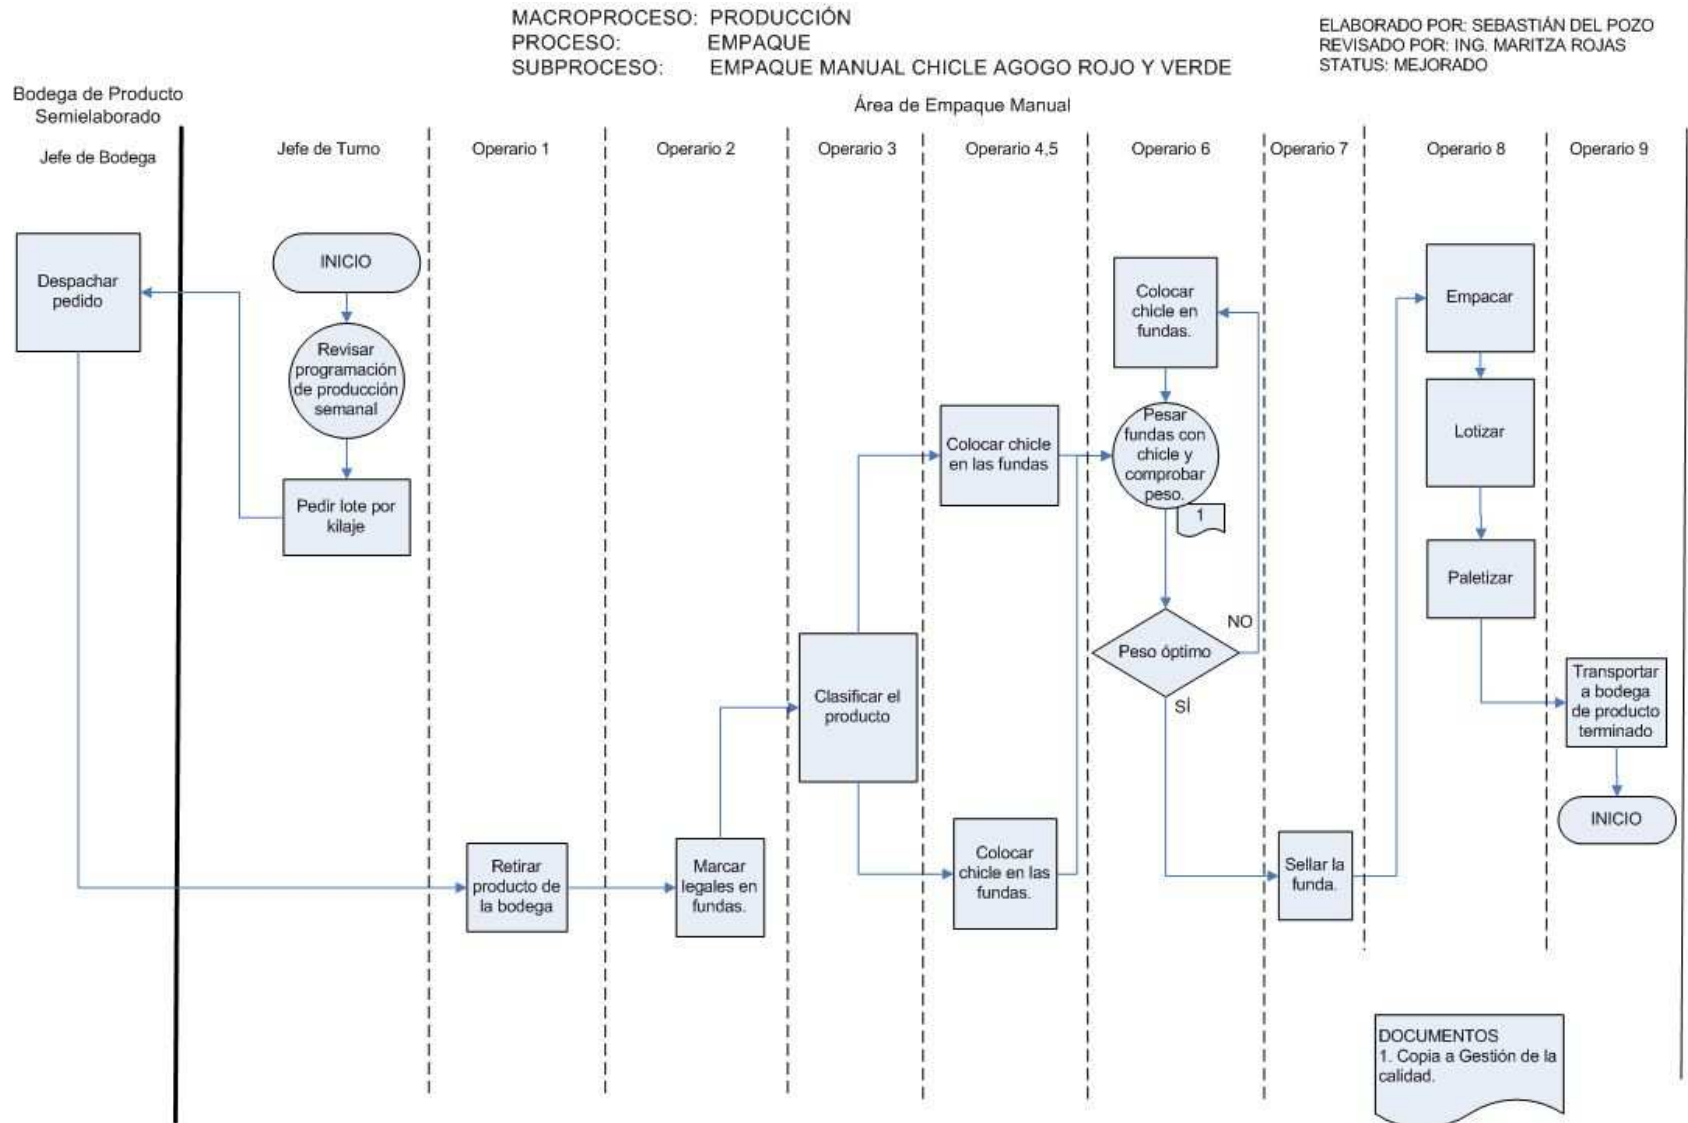 MACROPROCESO: PRODUCCIÓN
PROCESO: EMPAQUE
SUBPROCESO: EMPAQUE MANUAL CHICLE AGOGO ROJO Y VERDE
ELABORADO POR: SEBASTIÁN DEL POZO
REVISADO POR: ING. MARITZA ROJAS
STATUS: MEJORADO
Bodega de Producto
Semielaborado
Área de Empaque Manual
Jefe de Bodega
Jefe de Turno
Operario 1
Operario 2
Operario 3
Operario 4,5
Operario 6
Operario 7
Operario 8
Operario 9
Despachar
pedido
INICIO
Revisar
programación
de producción
semanal
Pedir lote por
kilaje
Retirar
producto de
la bodega
Marcar
legales en
fundas.
Clasificar el
producto
Colocar chicle
en las fundas
Colocar
chicle en las
fundas.
Colocar
chicle en
fundas.
Pesar
fundas con
chicle y
comprobar
peso.
1
Peso óptimo
NO
SÍ
Sellar la
funda.
Empacar
Lotizar
Paletizar
Transportar
a bodega
de producto
terminado
INICIO
DOCUMENTOS
1. Copia a Gestión de la
calidad.